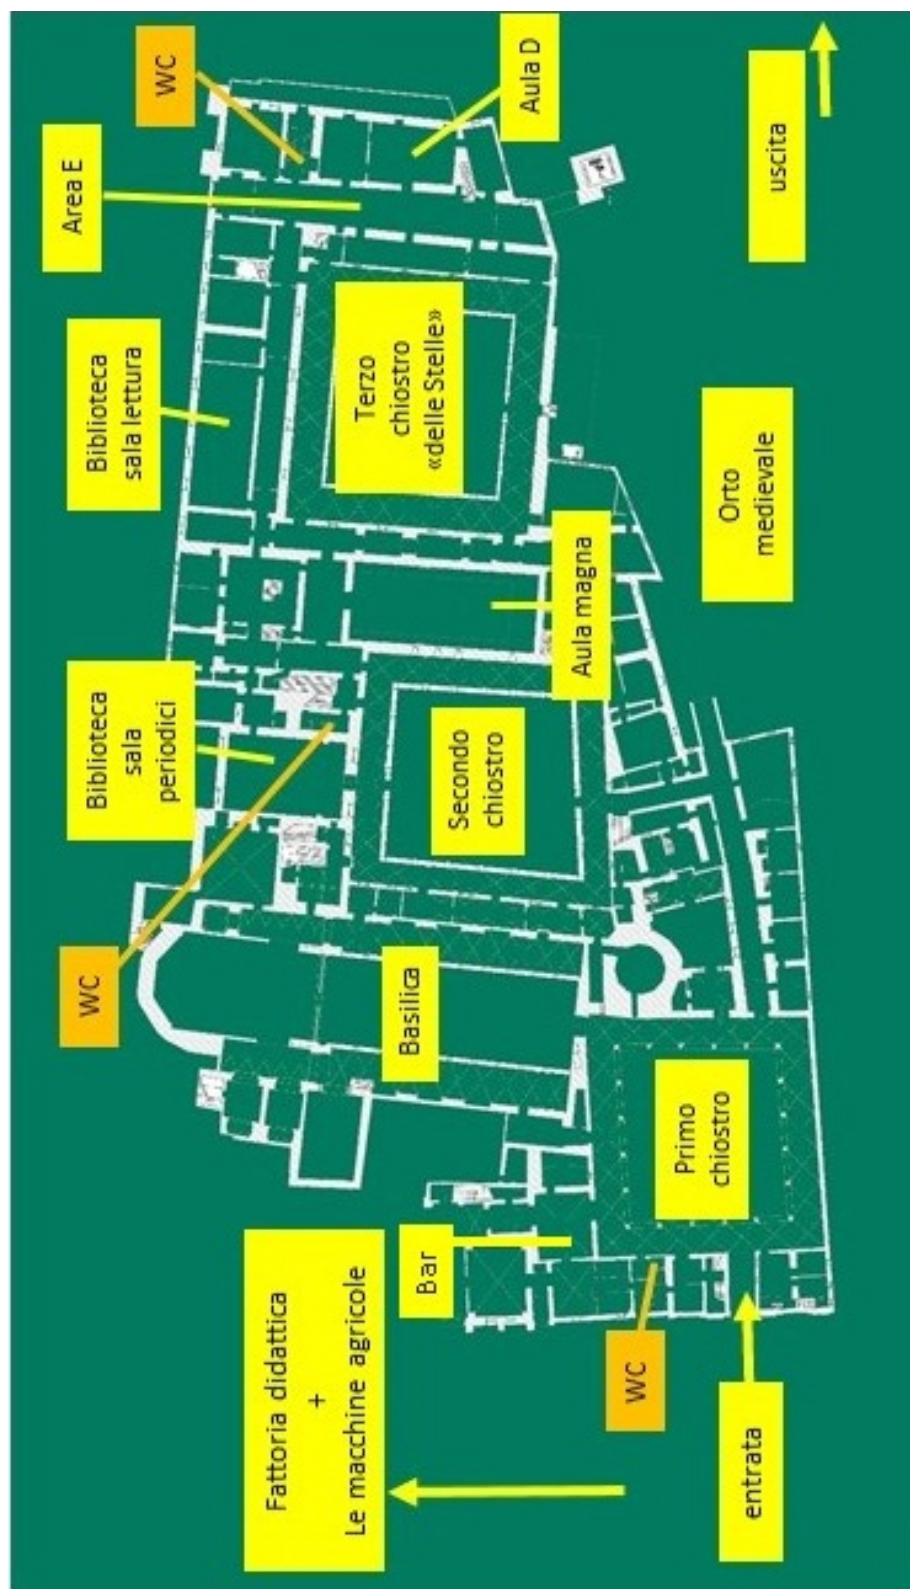 WC
Aula D
Area E
uscita
Biblioteca
sala lettura
Terzo
chiostro
«delle Stelle»
Orto
medievale
Aula magna
Biblioteca
sala
periodici
Secondo
chiostro
WC
Basilica
Primo
chiostro
Bar
Fattoria didattica
+
Le macchine agricole
WC
entrata